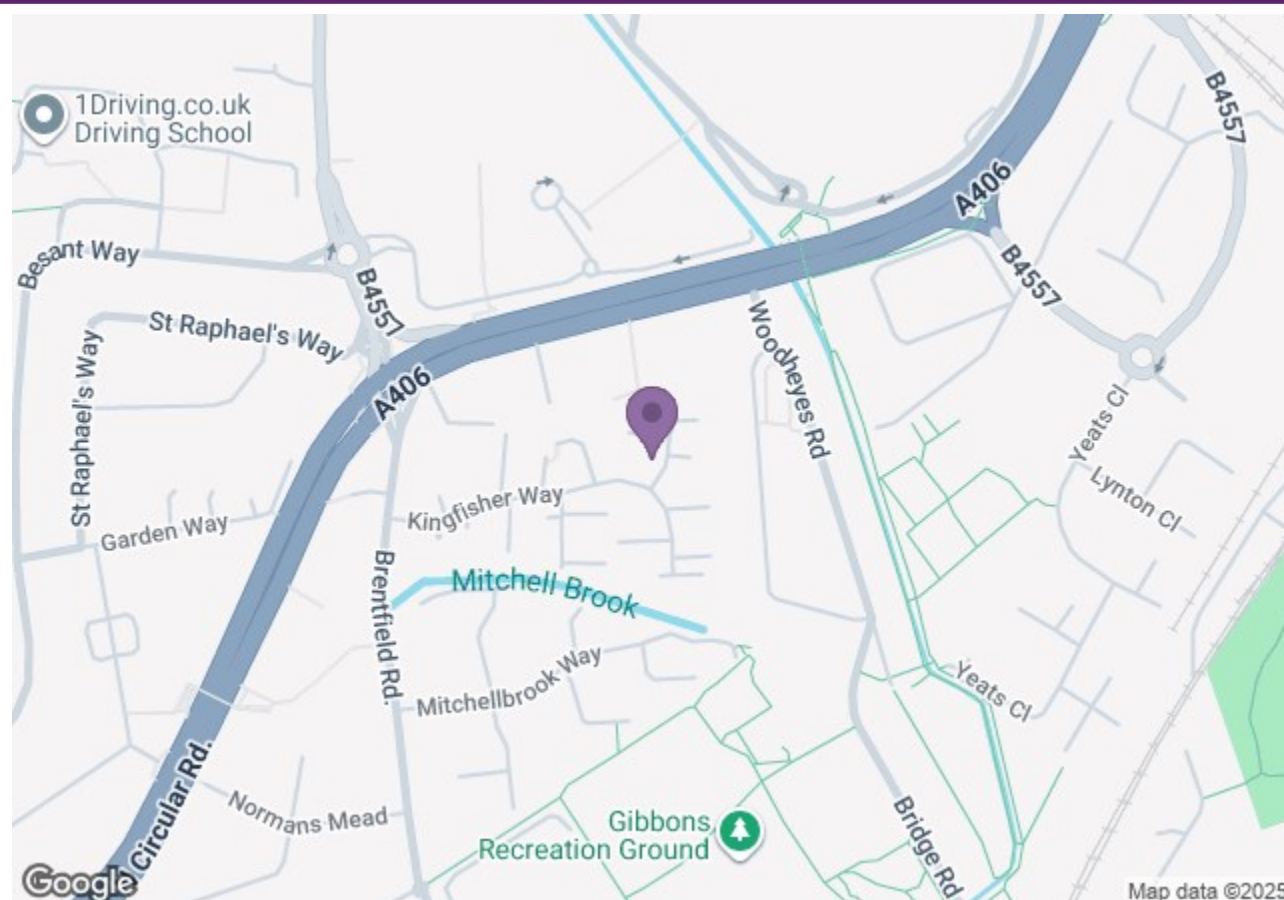 1Driving.co.uk
Driving School
B4557
A406
Besant Way
B4557
B4557
St Raphael's Way
Woodheyes Rd
St Raphael's Way
A406
Yeats Cl
Lynton Cl
Kingfisher Way
Garden Way
Mitchell Brook
Brentfield Rd.
Mitchellbrook Way
Yeats Cl
Circular Rd.
Normans Mead
Gibbons
Recreation Ground
Bridge Rd
Google
Map data ©2025